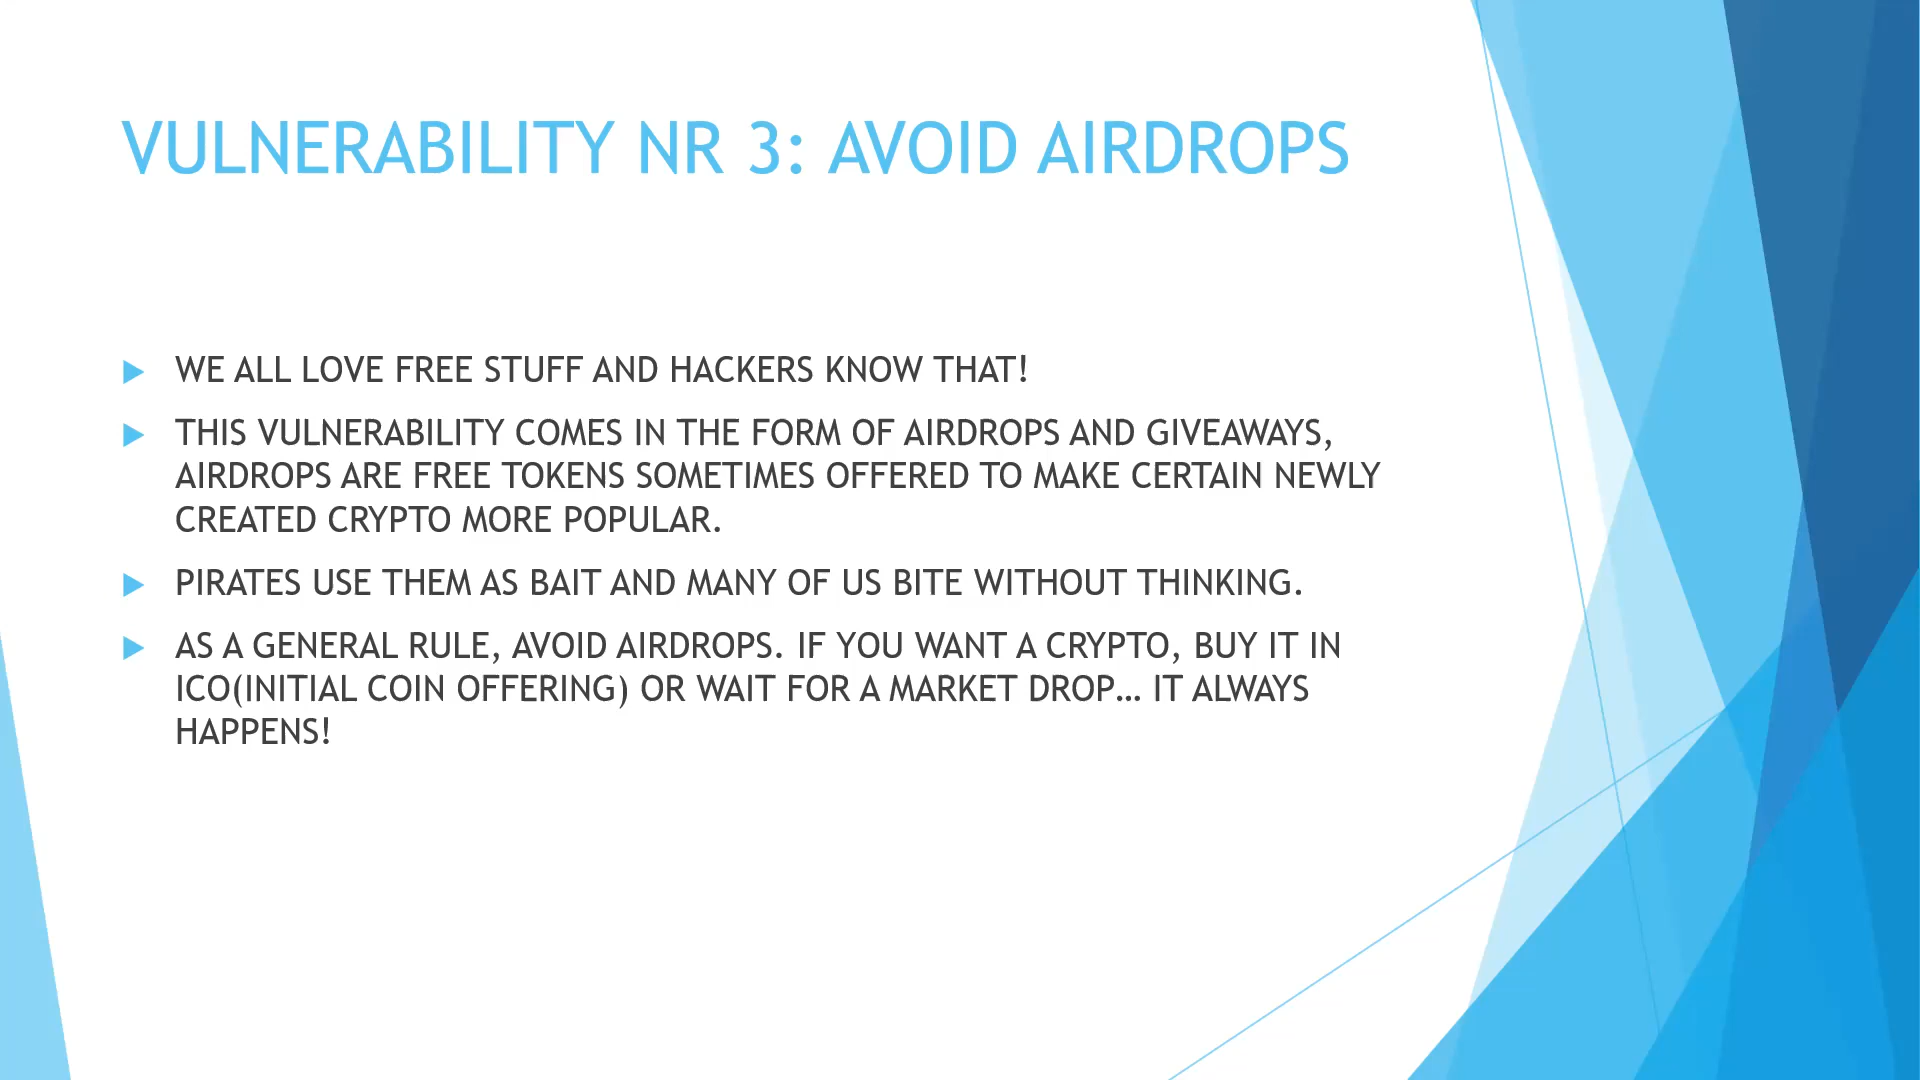 VULNERABILITY NR 3: AVOID AIRDROPS
WE ALL LOVE FREE STUFF AND HACKERS KNOW THAT!
THIS VULNERABILITY COMES IN THE FORM OF AIRDROPS AND GIVEAWAYS,
AIRDROPS ARE FREE TOKENS SOMETIMES OFFERED TO MAKE CERTAIN NEWLY
CREATED CRYPTO MORE POPULAR.
PIRATES USE THEM AS BAIT AND MANY OF US BITE WITHOUT THINKING.
AS A GENERAL RULE, AVOID AIRDROPS. IF YOU WANT A CRYPTO, BUY IT IN
ICO(INITIAL COIN OFFERING) OR WAIT FOR A MARKET DROP… IT ALWAYS
HAPPENS!